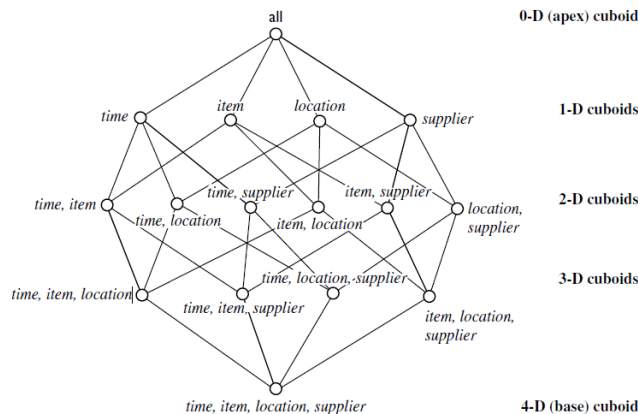 all
0-D (apex) cuboid
time
item
location
supplier
1-D cuboids
time, item
time, location
time, supplier
item, location
item, supplier
location,
supplier
2-D cuboids
time, item, location
time, item, supplier
time, location, supplier
item, location,
supplier
3-D cuboids
time, item, location, supplier
4-D (base) cuboid